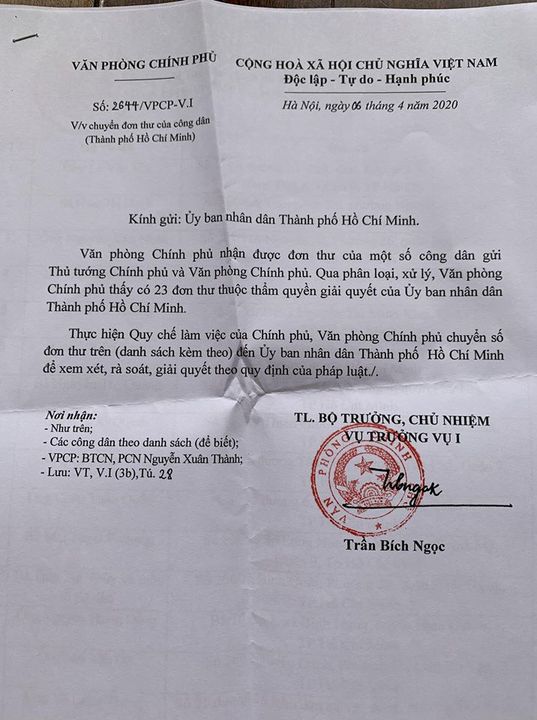 VĂN PHÒNG CHÍNH PHỦ
CỘNG HOÀ XÃ HỘI CHỦ NGHĨA VIỆT NAM
Độc lập - Tự do - Hạnh phúc
Số: 2644/VPCP-V.I
Hà Nội, ngày 06 tháng 4 năm 2020
V/v chuyển đơn thư của công dân
(Thành phố Hồ Chí Minh)
Kính gửi: Ủy ban nhân dân Thành phố Hồ Chí Minh.
Văn phòng Chính phủ nhận được đơn thư của một số công dân gửi
Thủ tướng Chính phủ và Văn phòng Chính phủ. Qua phân loại, xử lý, Văn phòng
Chính phủ thấy có 23 đơn thư thuộc thẩm quyền giải quyết của Ủy ban nhân dân
Thành phố Hồ Chí Minh.
Thực hiện Quy chế làm việc của Chính phủ, Văn phòng Chính phủ chuyển số
đơn thư trên (danh sách kèm theo) đến Ủy ban nhân dân Thành phố Hồ Chí Minh
để xem xét, rà soát, giải quyết theo quy định của pháp luật./.
Nơi nhận:
- Như trên;
- Các công dân theo danh sách (để biết);
- VPCP: BTCN, PCN Nguyễn Xuân Thành;
- Lưu: VT, V.I (3b),Tú. 28
TL. BỘ TRƯỞNG, CHỦ NHIỆM
VỤ TRƯỞNG VỤ I
VĂN PHÒNG CHÍNH PHỦ
Trần Bích Ngọc